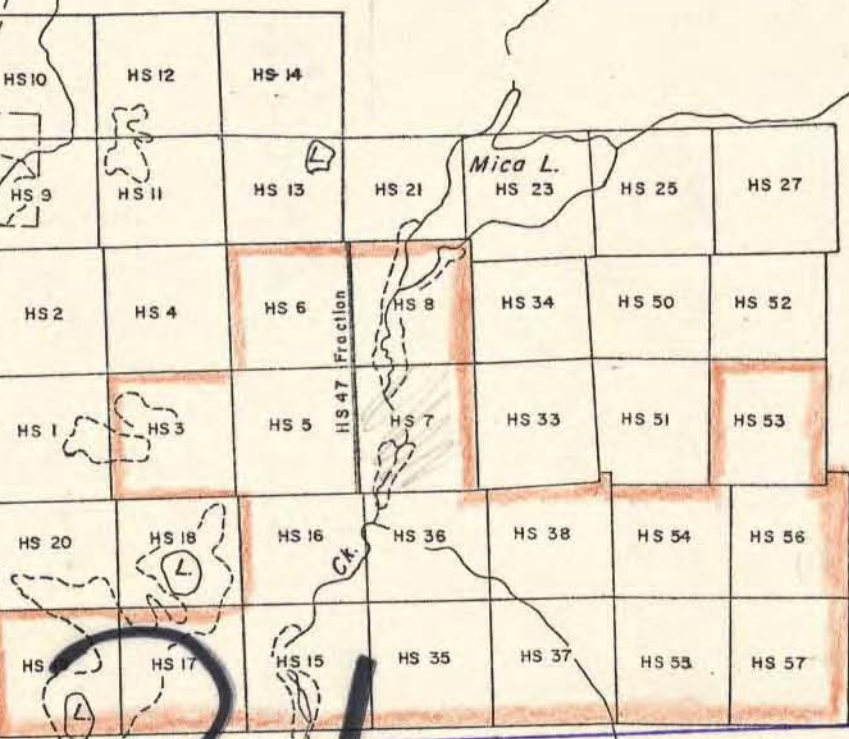 HS 10
HS 12
HS 14
L.
Mica L.
HS 9
HS 11
HS 13
HS 21
HS 23
HS 25
HS 27
HS 2
HS 4
HS 6
HS 47 Fraction
HS 8
HS 34
HS 50
HS 52
HS 1
HS 3
HS 5
HS 7
HS 33
HS 51
HS 53
HS 20
HS 18
L.
HS 16
Ck.
HS 36
HS 38
HS 54
HS 56
HS
HS 17
HS 15
HS 35
HS 37
HS 55
HS 57
L.